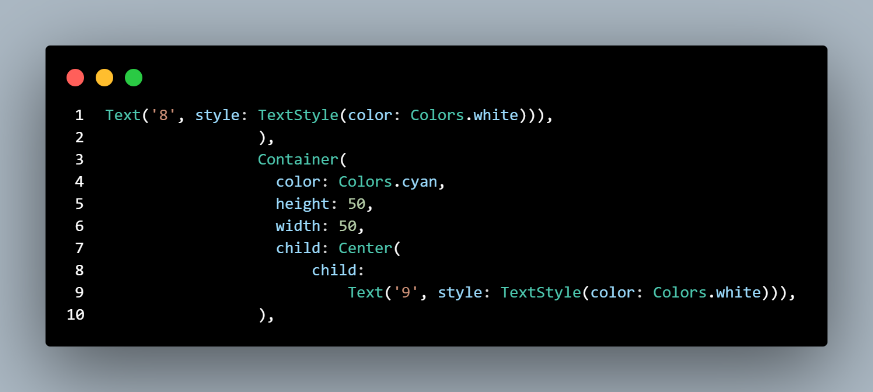 1 Text('8', style: TextStyle(color: Colors.white))),
2 ),
3 Container(
4 color: Colors.cyan,
5 height: 50,
6 width: 50,
7 child: Center(
8 child:
9 Text('9', style: TextStyle(color: Colors.white))),
10 ),